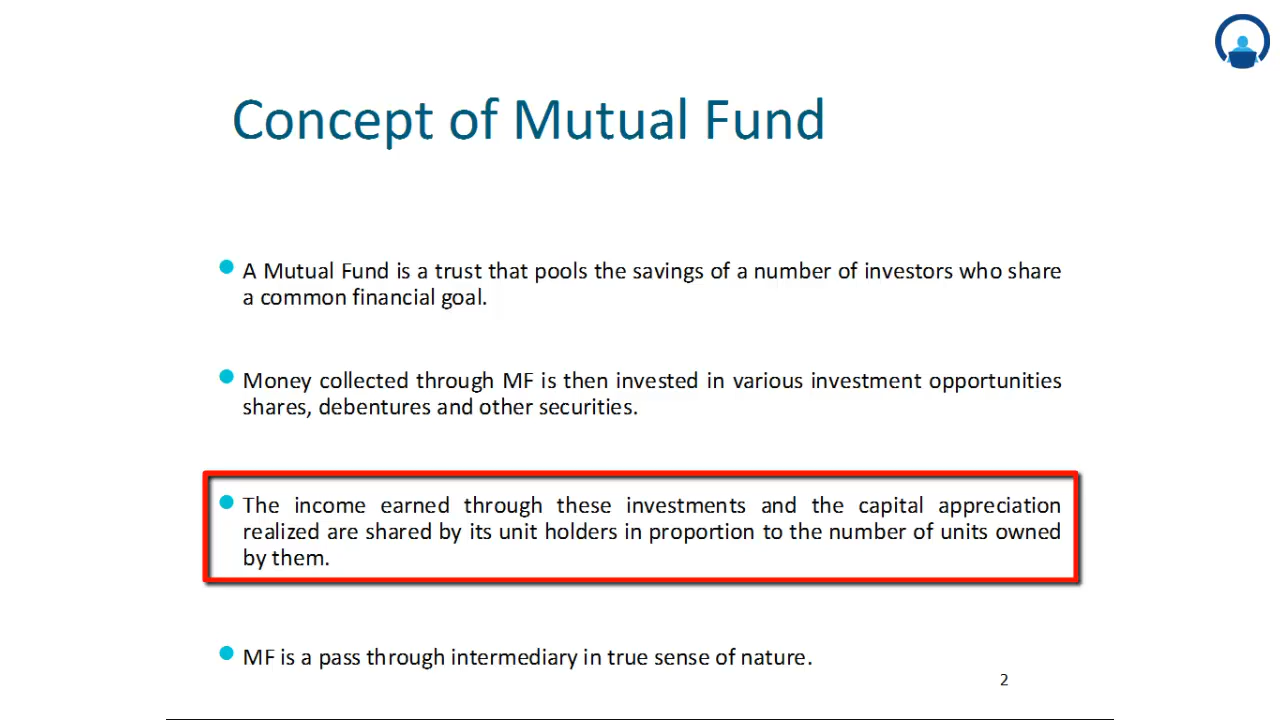 Concept of Mutual Fund
A Mutual Fund is a trust that pools the savings of a number of investors who share
a common financial goal.
Money collected through MF is then invested in various investment opportunities
shares, debentures and other securities.
The income earned through these investments and the capital appreciation
realized are shared by its unit holders in proportion to the number of units owned
by them.
MF is a pass through intermediary in true sense of nature.
2